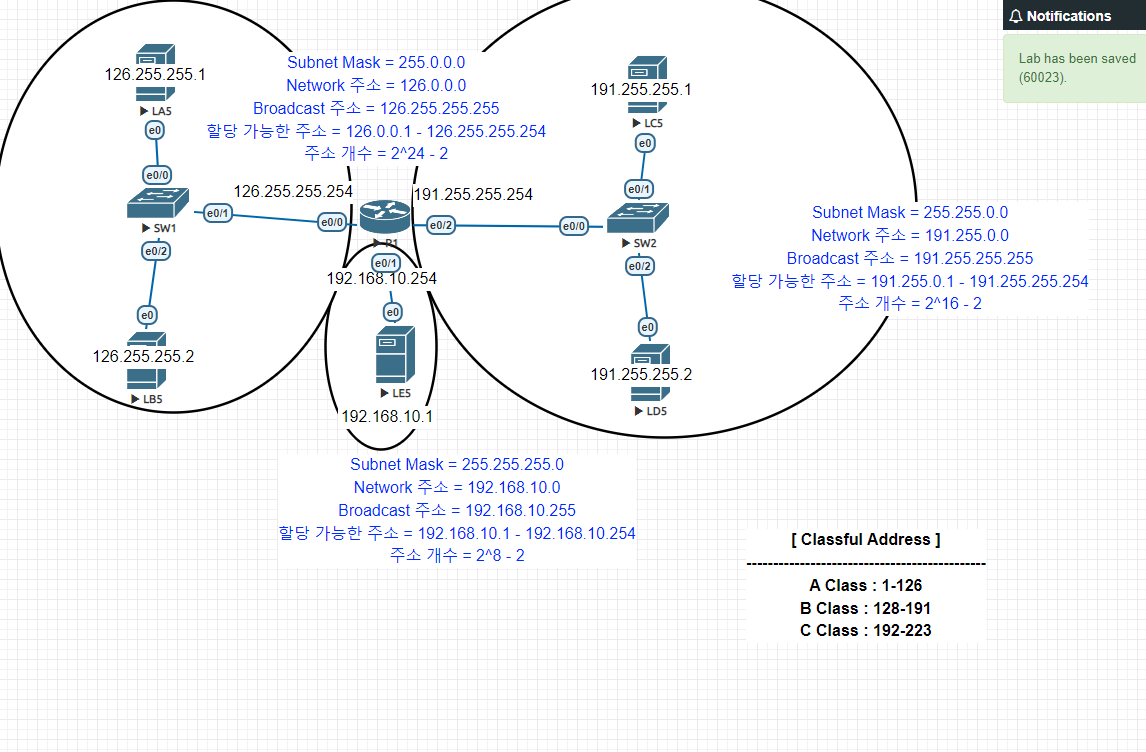 Notifications
Lab has been saved
(60023).
126.255.255.1
LA5
e0
e0/0
SW1
e0/1
e0/2
e0
126.255.255.2
LB5
Subnet Mask = 255.0.0.0
Network 주소 = 126.0.0.0
Broadcast 주소 = 126.255.255.255
할당 가능한 주소 = 126.0.0.1 - 126.255.255.254
주소 개수 = 2^24 - 2
126.255.255.254
191.255.255.254
e0/0
e0/2
R1
e0/1
192.168.10.254
e0
LE5
192.168.10.1
191.255.255.1
LC5
e0
e0/1
e0/0
SW2
e0/2
e0
191.255.255.2
LD5
Subnet Mask = 255.255.0.0
Network 주소 = 191.255.0.0
Broadcast 주소 = 191.255.255.255
할당 가능한 주소 = 191.255.0.1 - 191.255.255.254
주소 개수 = 2^16 - 2
Subnet Mask = 255.255.255.0
Network 주소 = 192.168.10.0
Broadcast 주소 = 192.168.10.255
할당 가능한 주소 = 192.168.10.1 - 192.168.10.254
주소 개수 = 2^8 - 2
[ Classful Address ]
---------------------------------------------
A Class : 1-126
B Class : 128-191
C Class : 192-223